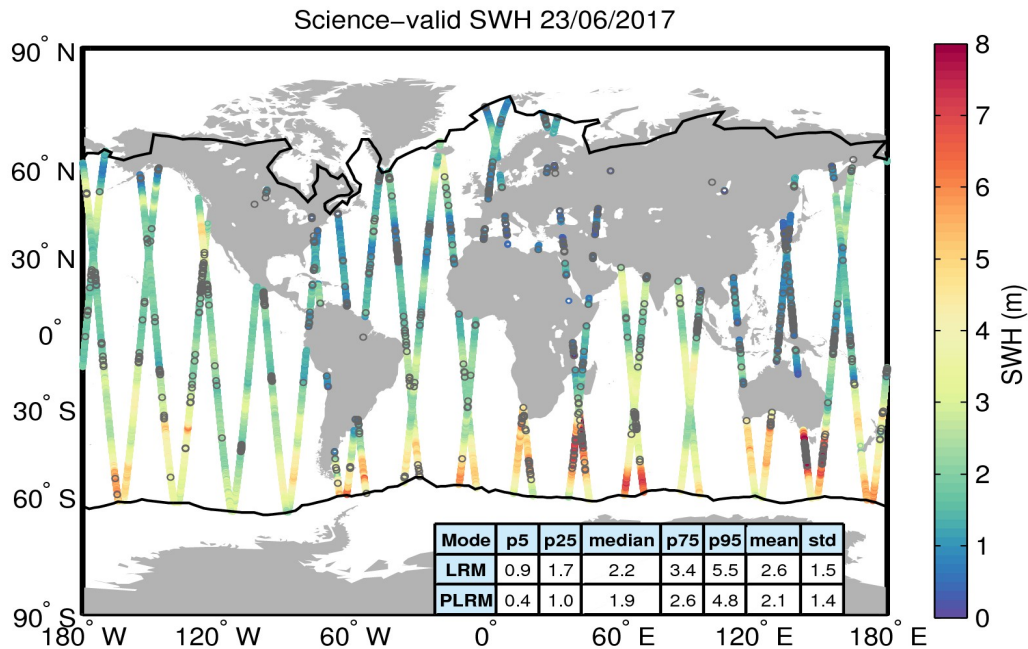 Science−valid SWH 23/06/2017
90° N
60° N
30° N
0°
30° S
60° S
90° S
180° W
120° W
60° W
0°
60° E
120° E
180° E
8
7
6
5
4
3
2
1
0
SWH (m)
Mode p5 p25 median p75 p95 mean std
LRM 0.9 1.7 2.2 3.4 5.5 2.6 1.5
PLRM 0.4 1.0 1.9 2.6 4.8 2.1 1.4